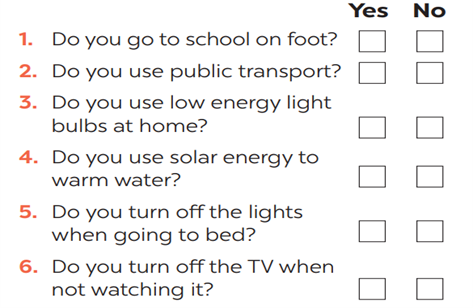 Yes No
1. Do you go to school on foot?
2. Do you use public transport?
3. Do you use low energy light
bulbs at home?
4. Do you use solar energy to
warm water?
5. Do you turn off the lights
when going to bed?
6. Do you turn off the TV when
not watching it?